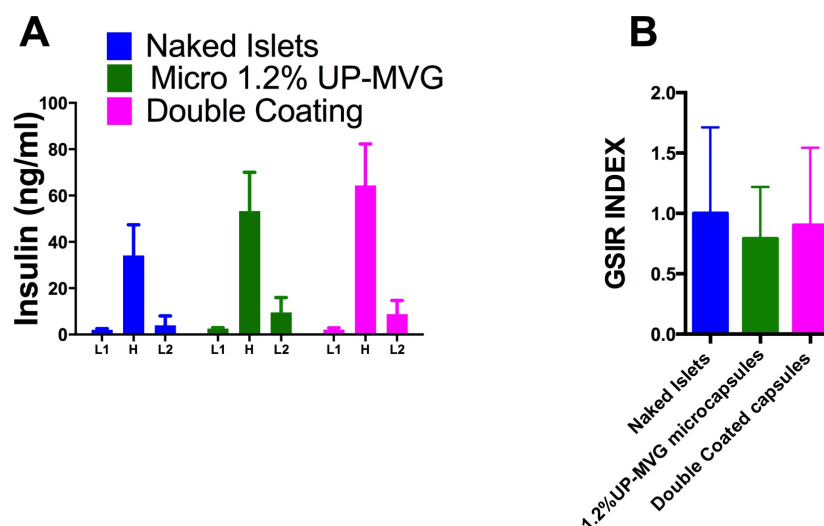 A
Naked Islets
Micro 1.2% UP-MVG
Double Coating
Insulin (ng/ml)
100
80
60
40
20
0
L1 H L2 L1 H L2 L1 H L2
B
GSIR INDEX
2.0
1.5
1.0
0.5
0.0
Naked Islets
1.2%UP-MVG microcapsules
Double Coated capsules